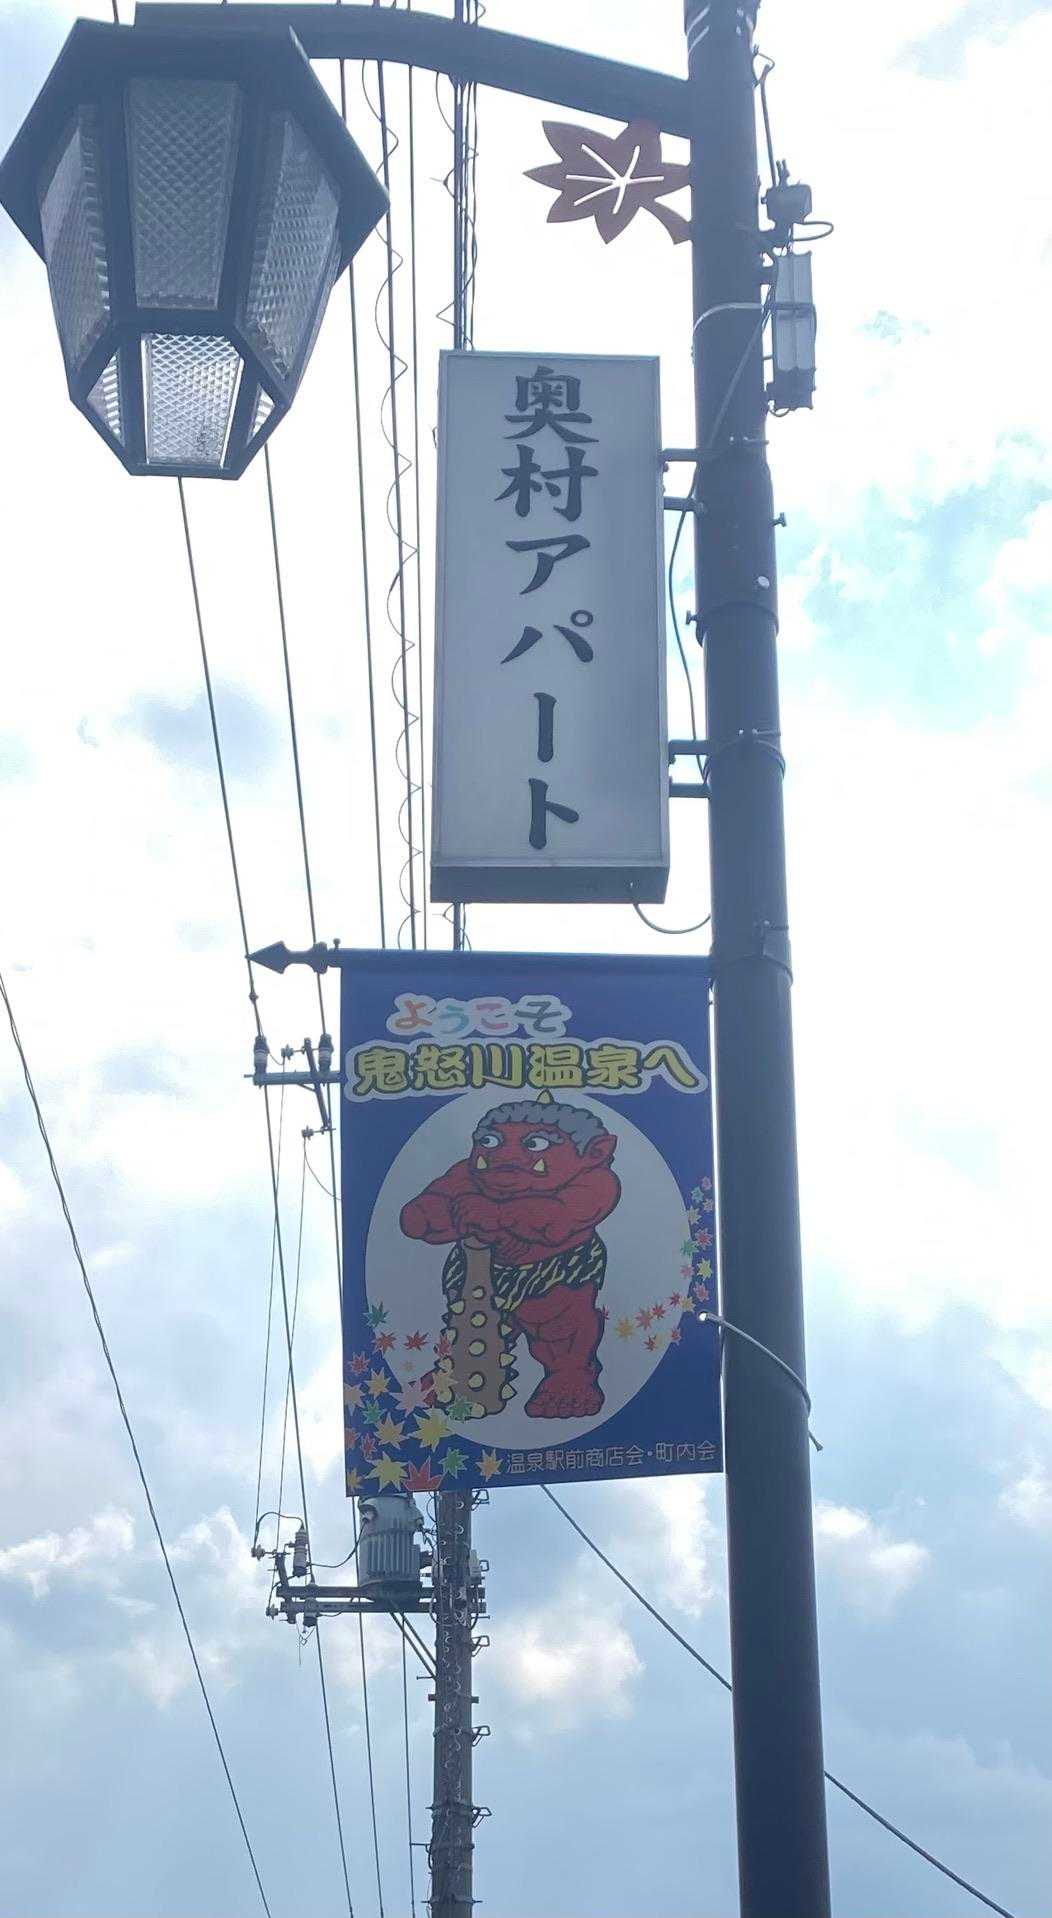 奥村アパート
ようこそ
鬼怒川温泉へ
温泉駅前商店会・町内会